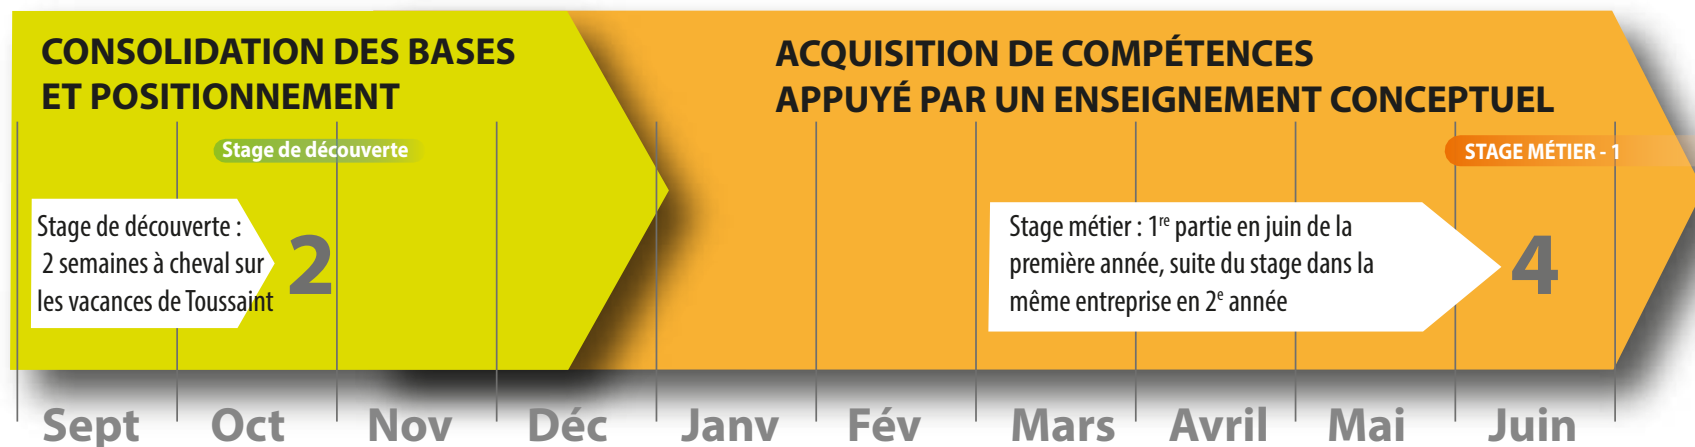 CONSOLIDATION DES BASES
ET POSITIONNEMENT
Stage de découverte
Stage de découverte :
2 semaines à cheval sur
les vacances de Toussaint
2
ACQUISITION DE COMPÉTENCES
APPUYÉ PAR UN ENSEIGNEMENT CONCEPTUEL
STAGE MÉTIER - 1
Stage métier : 1re partie en juin de la
première année, suite du stage dans la
même entreprise en 2e année
4
Sept Oct Nov Déc Janv Fév Mars Avril Mai Juin